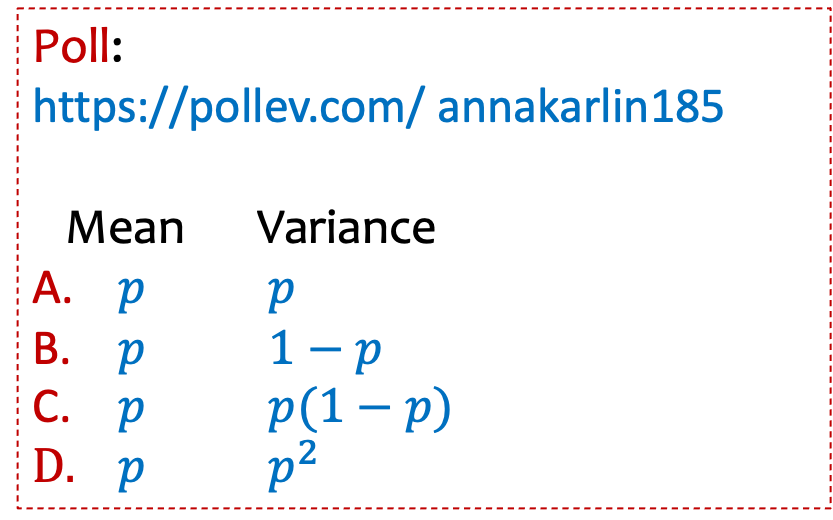 Poll:
https://pollev.com/ annakarlin185
Mean Variance
A. p p
B. p 1 − p
C. p p(1 − p)
D. p p²